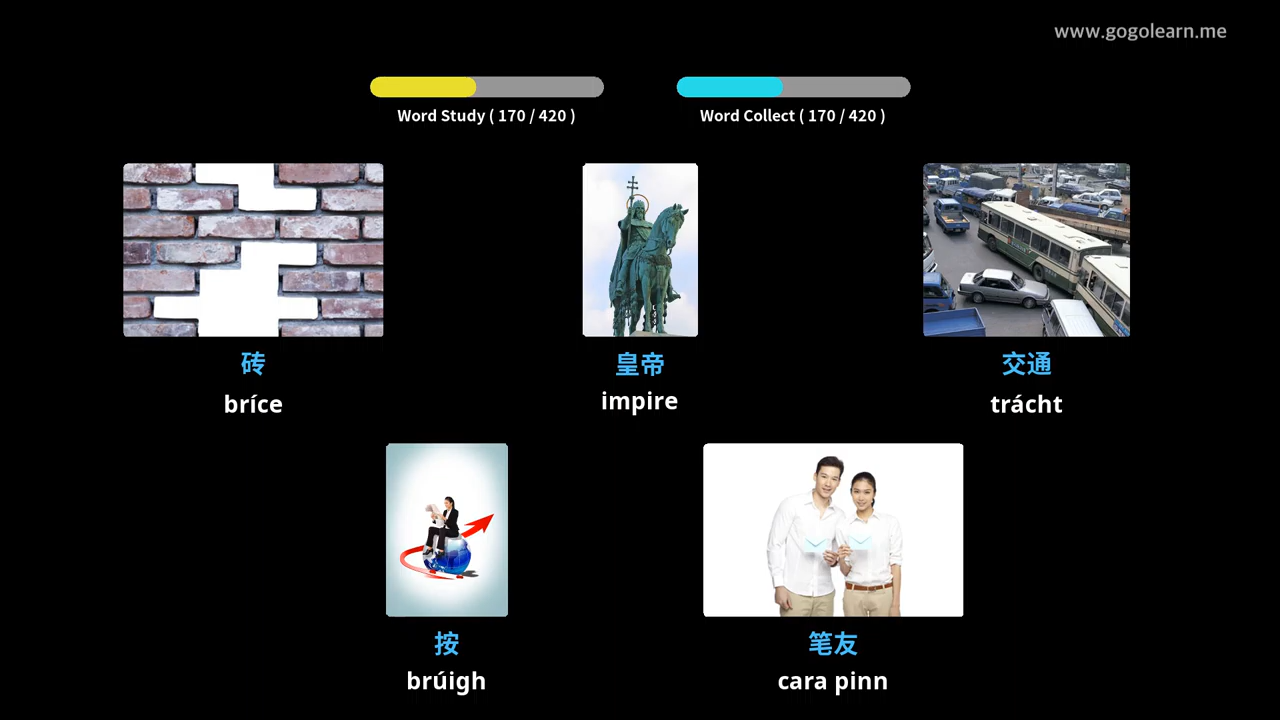 www.gogolearn.me
Word Study ( 170 / 420 )
Word Collect ( 170 / 420 )
砖
bríce
皇帝
impire
交通
trácht
按
brúigh
笔友
cara pinn